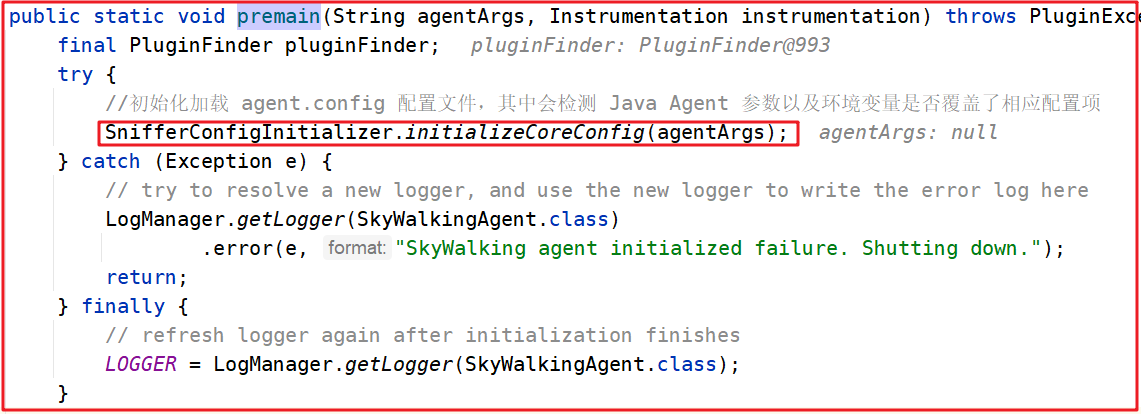 public static void premain(String agentArgs, Instrumentation instrumentation) throws PluginExce
final PluginFinder pluginFinder; pluginFinder: PluginFinder@993
try {
//初始化加载 agent.config 配置文件，其中会检测 Java Agent 参数以及环境变量是否覆盖了相应配置项
SnifferConfigInitializer.initializeCoreConfig(agentArgs); agentArgs: null
} catch (Exception e) {
// try to resolve a new logger, and use the new logger to write the error log here
LogManager.getLogger(SkyWalkingAgent.class)
.error(e, format: "SkyWalking agent initialized failure. Shutting down.");
return;
} finally {
// refresh logger again after initialization finishes
LOGGER = LogManager.getLogger(SkyWalkingAgent.class);
}